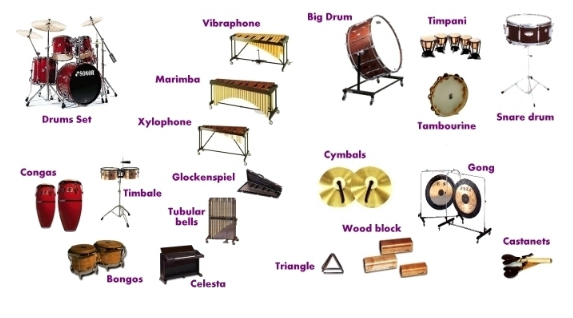 Vibraphone
Big Drum
Timpani
SONOR
Marimba
Drums Set
Xylophone
Tambourine
Snare drum
Congas
Timbale
Glockenspiel
Cymbals
Gong
Tubular
bells
Wood block
Castanets
Bongos
Celesta
Triangle